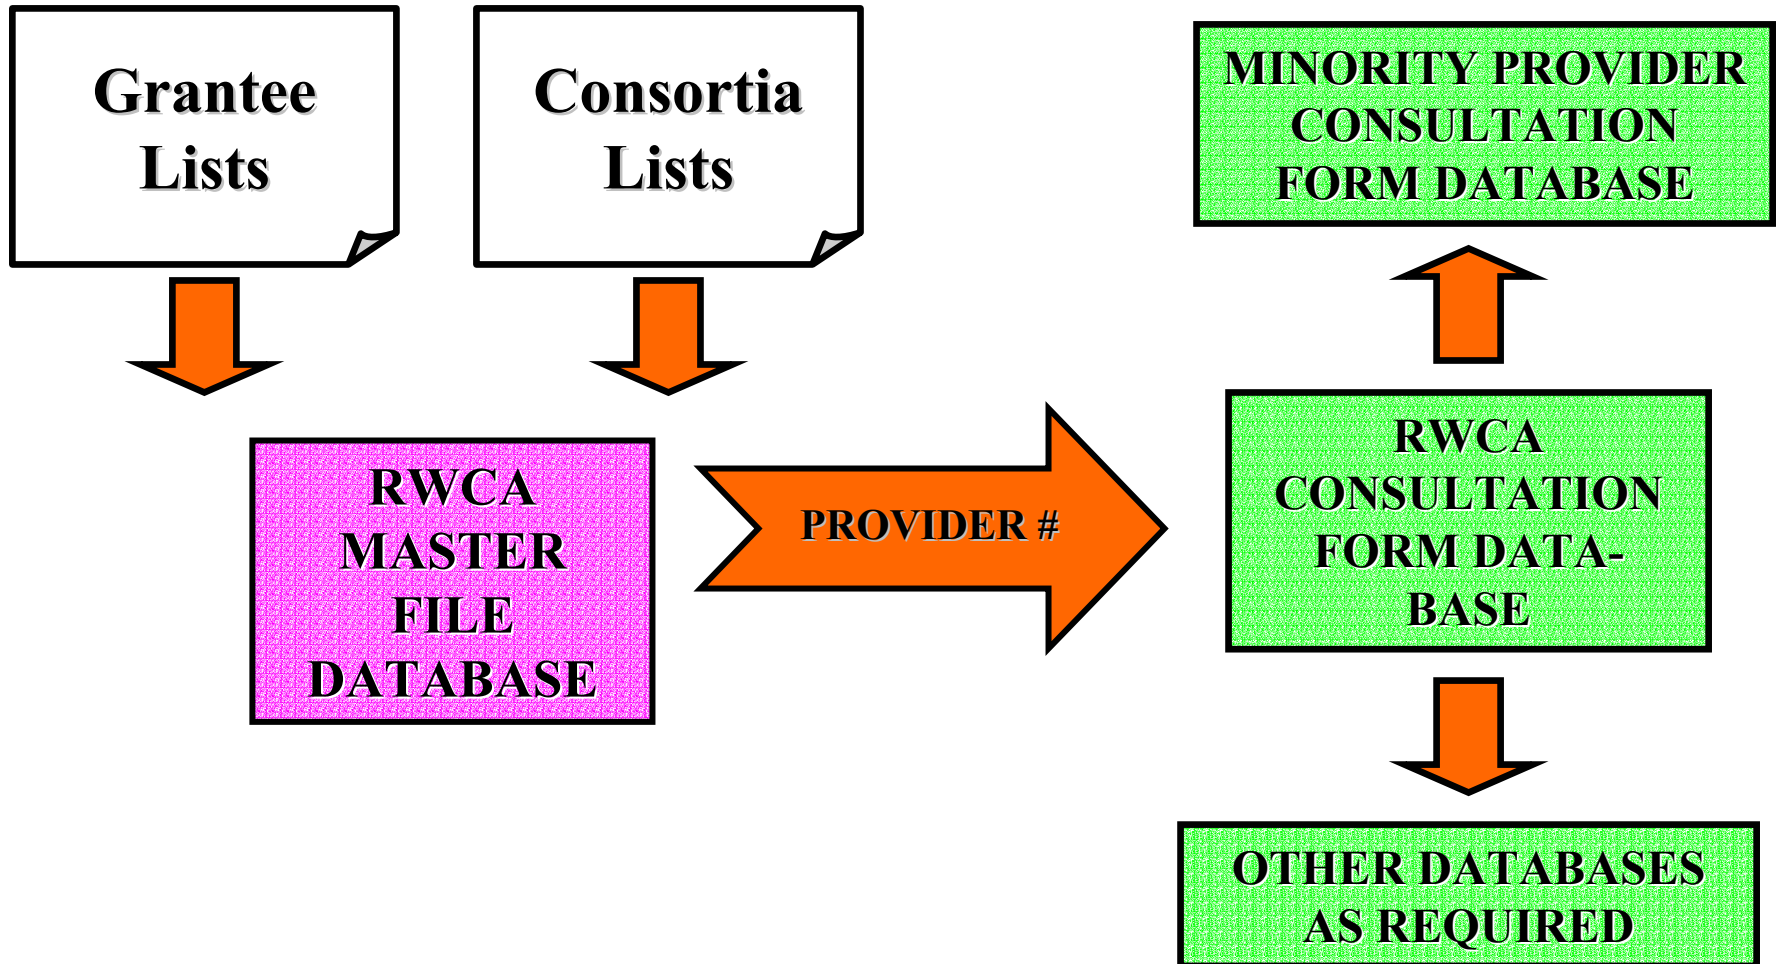 Grantee
Lists
Consortia
Lists
MINORITY PROVIDER
CONSULTATION
FORM DATABASE
RWCA
MASTER
FILE
DATABASE
PROVIDER #
RWCA
CONSULTATION
FORM DATA-
BASE
OTHER DATABASES
AS REQUIRED